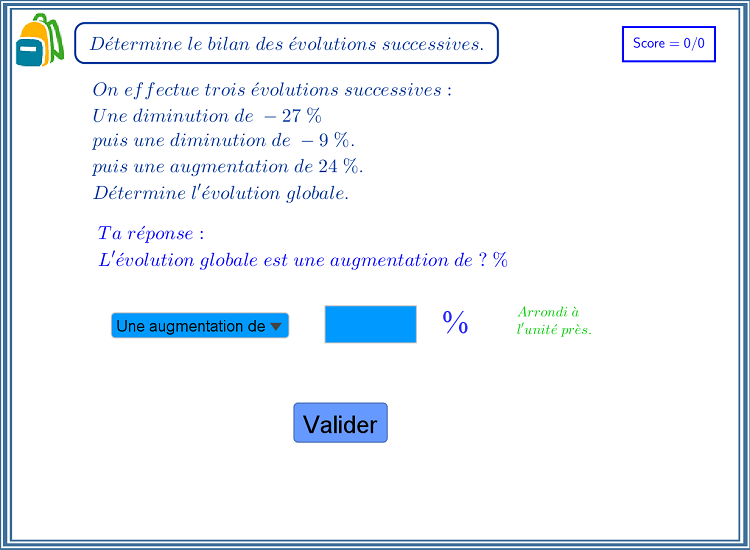 Détermine le bilan des évolutions successives.
Score = 0/0
On effectue trois évolutions successives :
Une diminution de − 27 %
puis une diminution de − 9 %.
puis une augmentation de 24 %.
Détermine l'évolution globale.
Ta réponse :
L'évolution globale est une augmentation de ? %
Une augmentation de
%
Arrondi à
l'unité près.
Valider